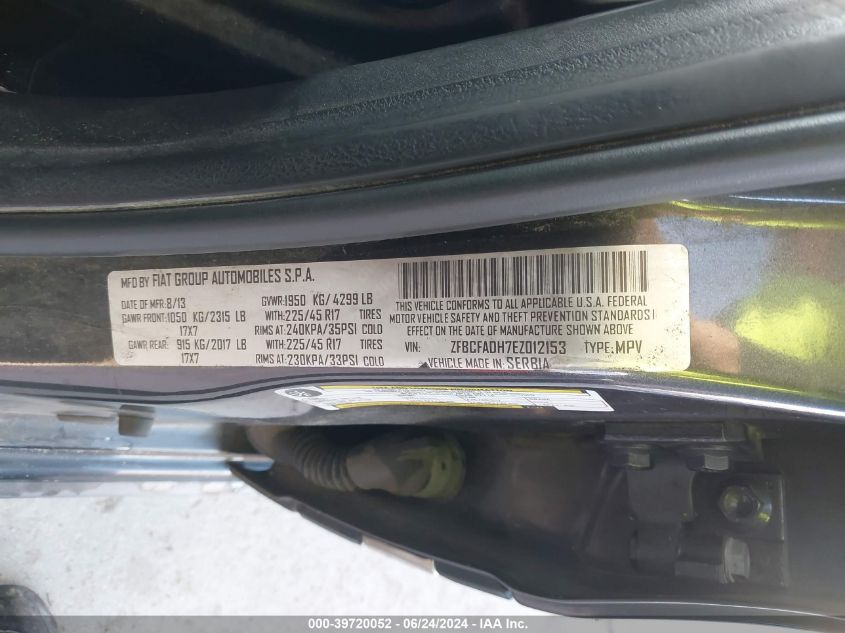 MFD BY FIAT GROUP AUTOMOBILES S.P.A.
DATE OF MFR: 8/13 GVWR: 1950 KG/ 4299 LB
GAWR FRONT: 1050 KG/2315 LB WITH: 225/45 R17 TIRES
17X7 RIMS AT: 240KPA/35PSI COLD
GAWR REAR: 915 KG/2017 LB WITH: 225/45 R17 TIRES
17X7 RIMS AT: 230KPA/33PSI COLD
THIS VEHICLE CONFORMS TO ALL APPLICABLE U.S.A. FEDERAL
MOTOR VEHICLE SAFETY AND THEFT PREVENTION STANDARDS IN
EFFECT ON THE DATE OF MANUFACTURE SHOWN ABOVE
VIN: ZFBCFADH7EZ012153 TYPE: MPV
VEHICLE MADE IN SERBIA
000-39720052 - 06/24/2024 - IAA.com